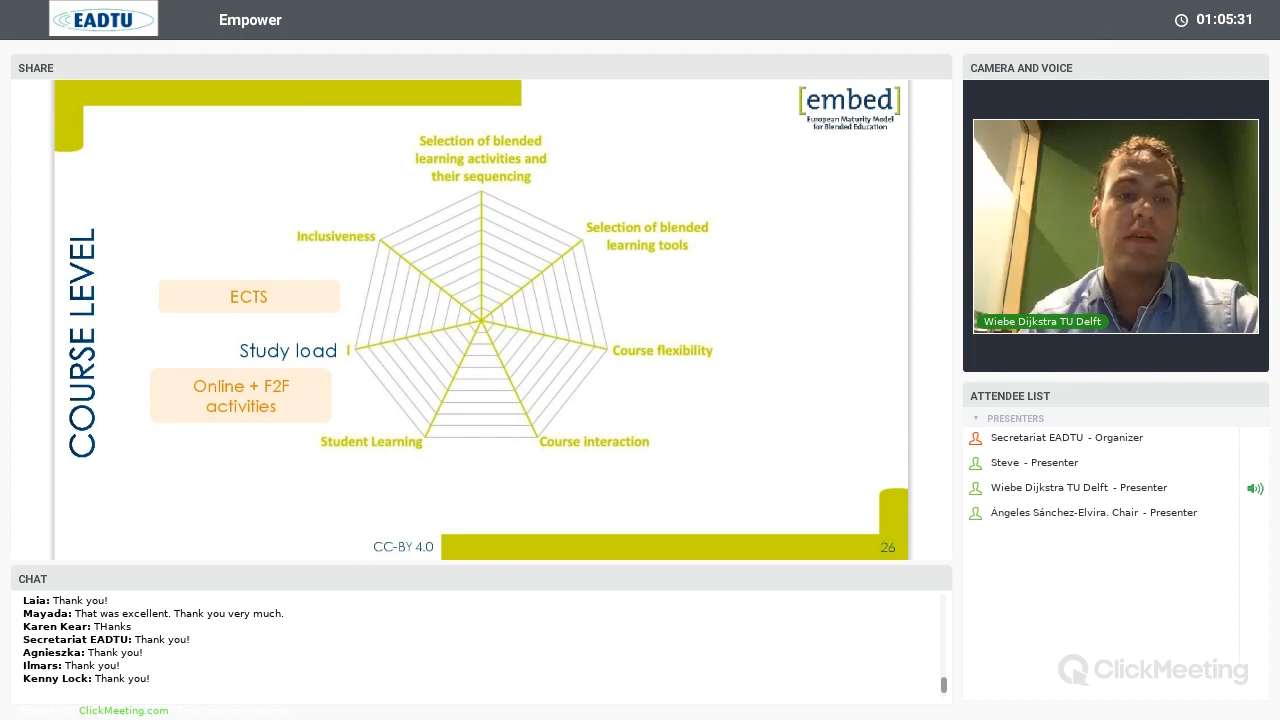 EADTU
Empower
01:05:31
SHARE
[embed]
European Maturity Model
for Blended Education
COURSE LEVEL
Selection of blended
learning activities and
their sequencing
Selection of blended
learning tools
Inclusiveness
ECTS
Study load
Course flexibility
Online + F2F
activities
Student Learning
Course interaction
CC-BY 4.0
26
CAMERA AND VOICE
Wiebe Dijkstra TU Delft
ATTENDEE LIST
PRESENTERS
Secretariat EADTU - Organizer
Steve - Presenter
Wiebe Dijkstra TU Delft - Presenter
Ángeles Sánchez-Elvira. Chair - Presenter
ClickMeeting
CHAT
Laia: Thank you!
Mayada: That was excellent. Thank you very much.
Karen Kear: THanks
Secretariat EADTU: Thank you!
Agnieszka: Thank you!
Ilmars: Thank you!
Kenny Lock: Thank you!
ClickMeeting.com